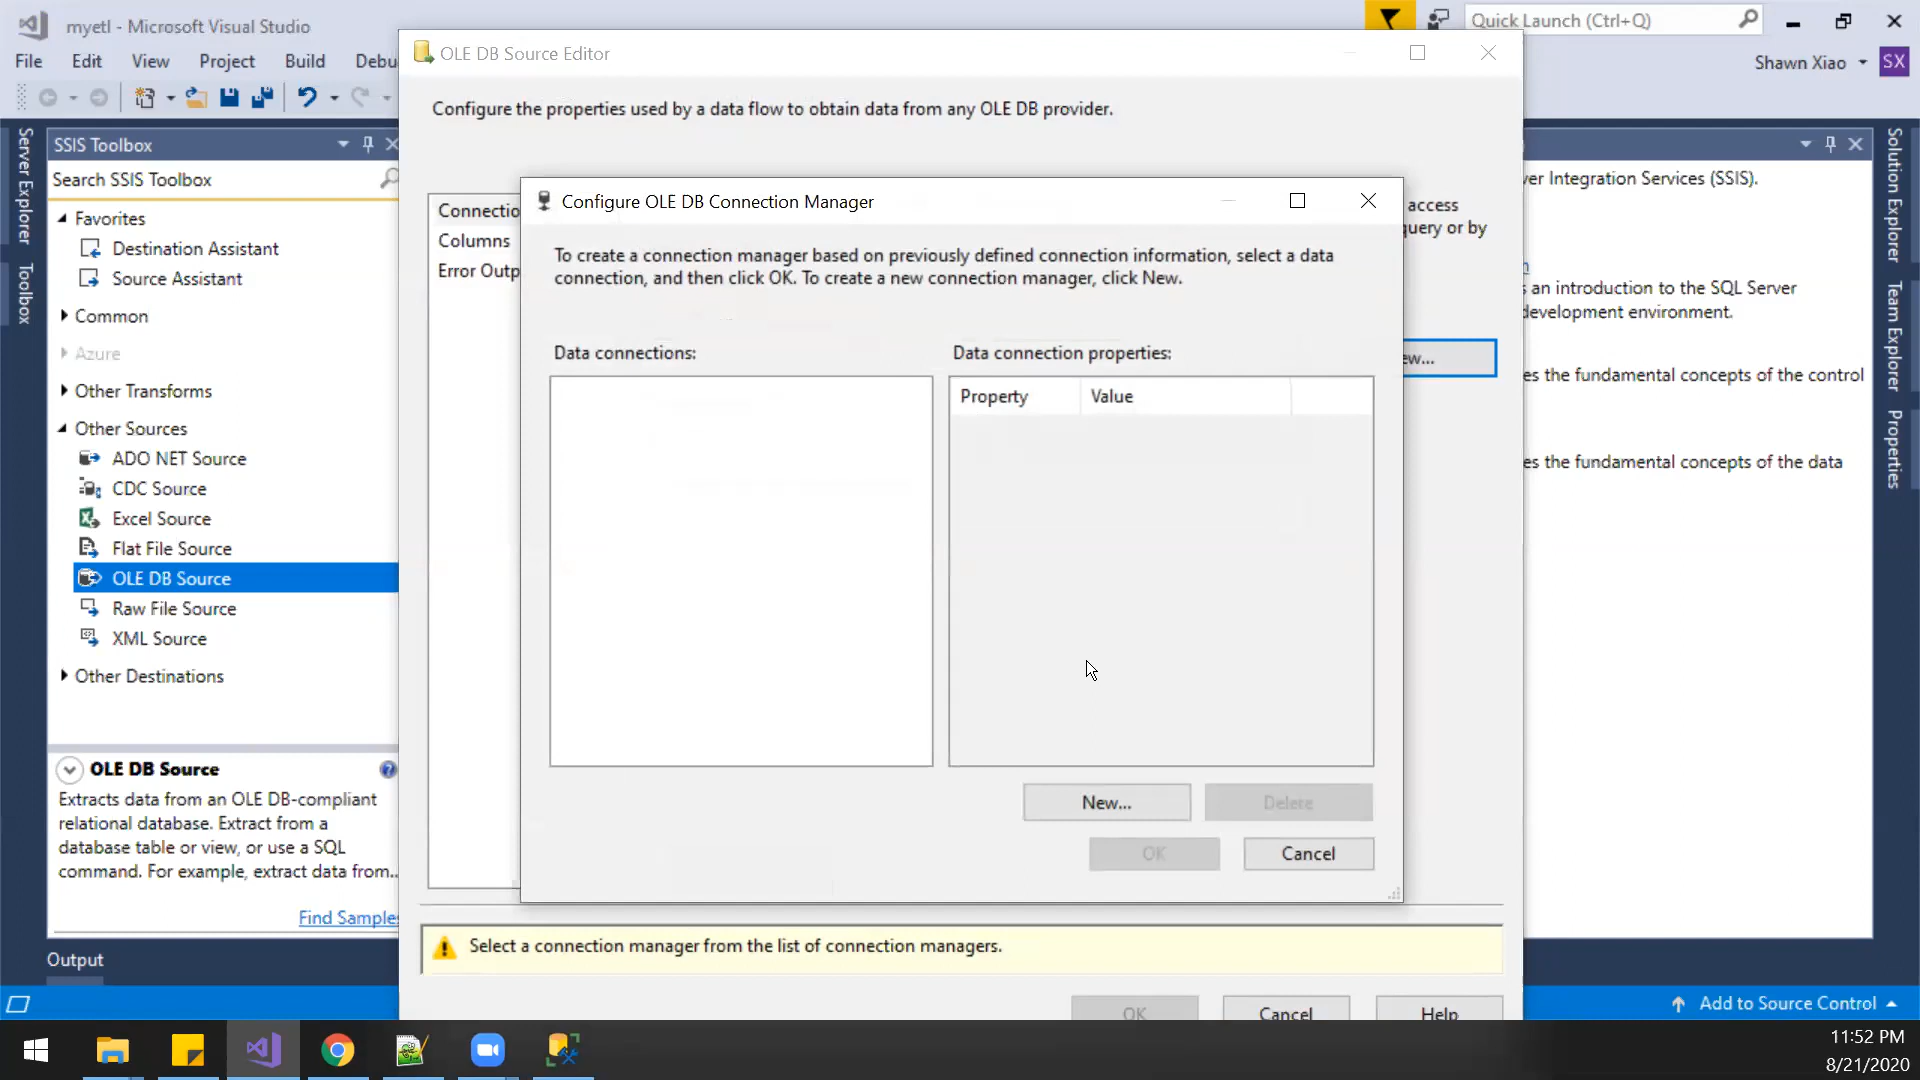 myetl - Microsoft Visual Studio
Quick Launch (Ctrl+Q)
File Edit View Project Build Debu
Shawn Xiao
SX
OLE DB Source Editor
Configure the properties used by a data flow to obtain data from any OLE DB provider.
Server Explorer
Toolbox
SSIS Toolbox
Search SSIS Toolbox
Favorites
Destination Assistant
Source Assistant
Common
Azure
Other Transforms
Other Sources
ADO NET Source
CDC Source
Excel Source
Flat File Source
OLE DB Source
Raw File Source
XML Source
Other Destinations
OLE DB Source
Extracts data from an OLE DB-compliant
relational database. Extract from a
database table or view, or use a SQL
command. For example, extract data from...
Find Samples
Output
Connectio
Columns
Error Outp
access
query or by
ew...
Configure OLE DB Connection Manager
To create a connection manager based on previously defined connection information, select a data
connection, and then click OK. To create a new connection manager, click New.
Data connections:
Data connection properties:
Property Value
New... Delete
OK Cancel
Select a connection manager from the list of connection managers.
OK Cancel Help
ver Integration Services (SSIS).
n
s an introduction to the SQL Server
development environment.
es the fundamental concepts of the control
es the fundamental concepts of the data
Solution Explorer
Team Explorer
Properties
Add to Source Control
11:52 PM
8/21/2020